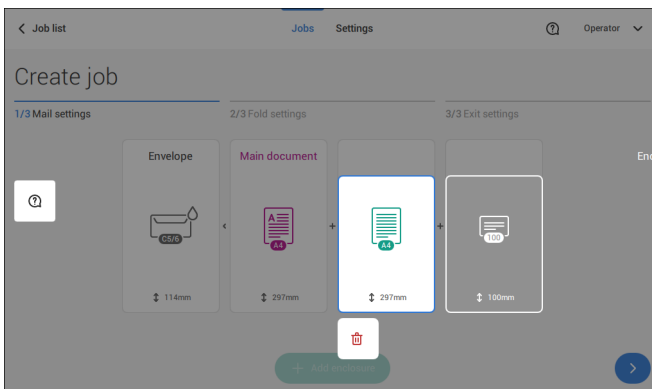 Job list
Jobs
Settings
Operator
Create job
1/3 Mail settings
2/3 Fold settings
3/3 Exit settings
Envelope
Main document
Enc
C5/6
A
A4
A4
100
114mm
297mm
297mm
100mm
Add enclosure